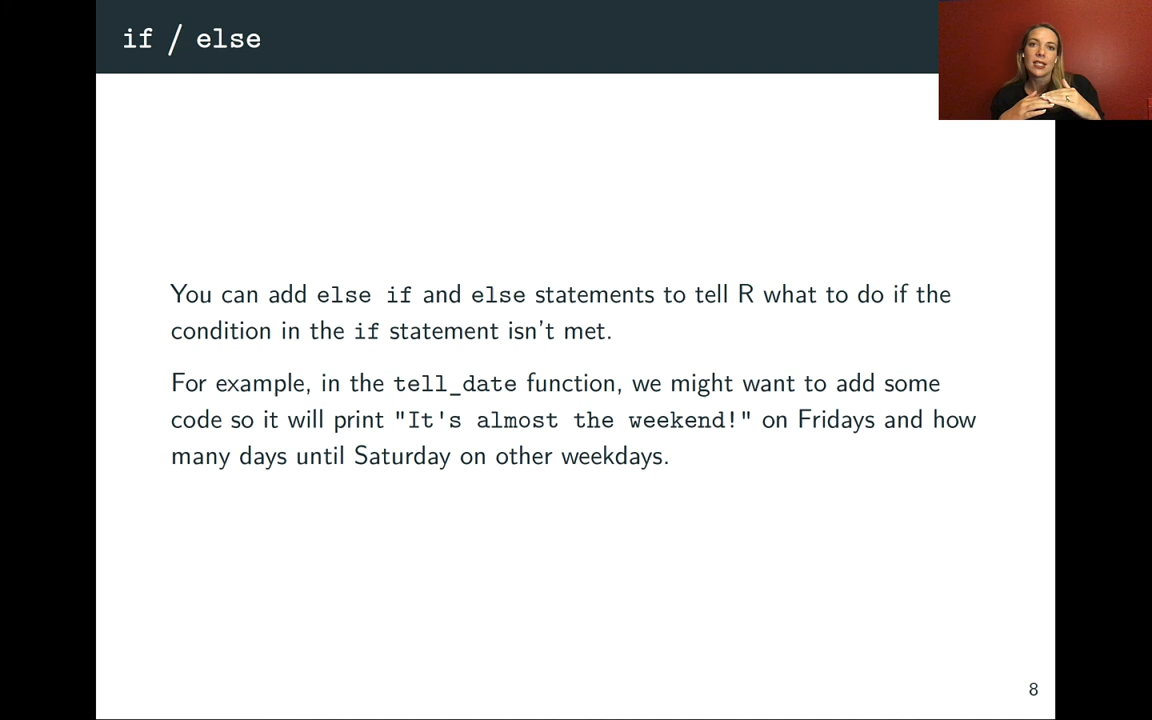 if / else
You can add else if and else statements to tell R what to do if the
condition in the if statement isn't met.
For example, in the tell_date function, we might want to add some
code so it will print "It's almost the weekend!" on Fridays and how
many days until Saturday on other weekdays.
8